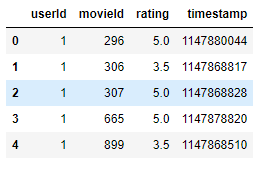 userId movieId rating timestamp
0 1 296 5.0 1147880044
1 1 306 3.5 1147868817
2 1 307 5.0 1147868828
3 1 665 5.0 1147878820
4 1 899 3.5 1147868510